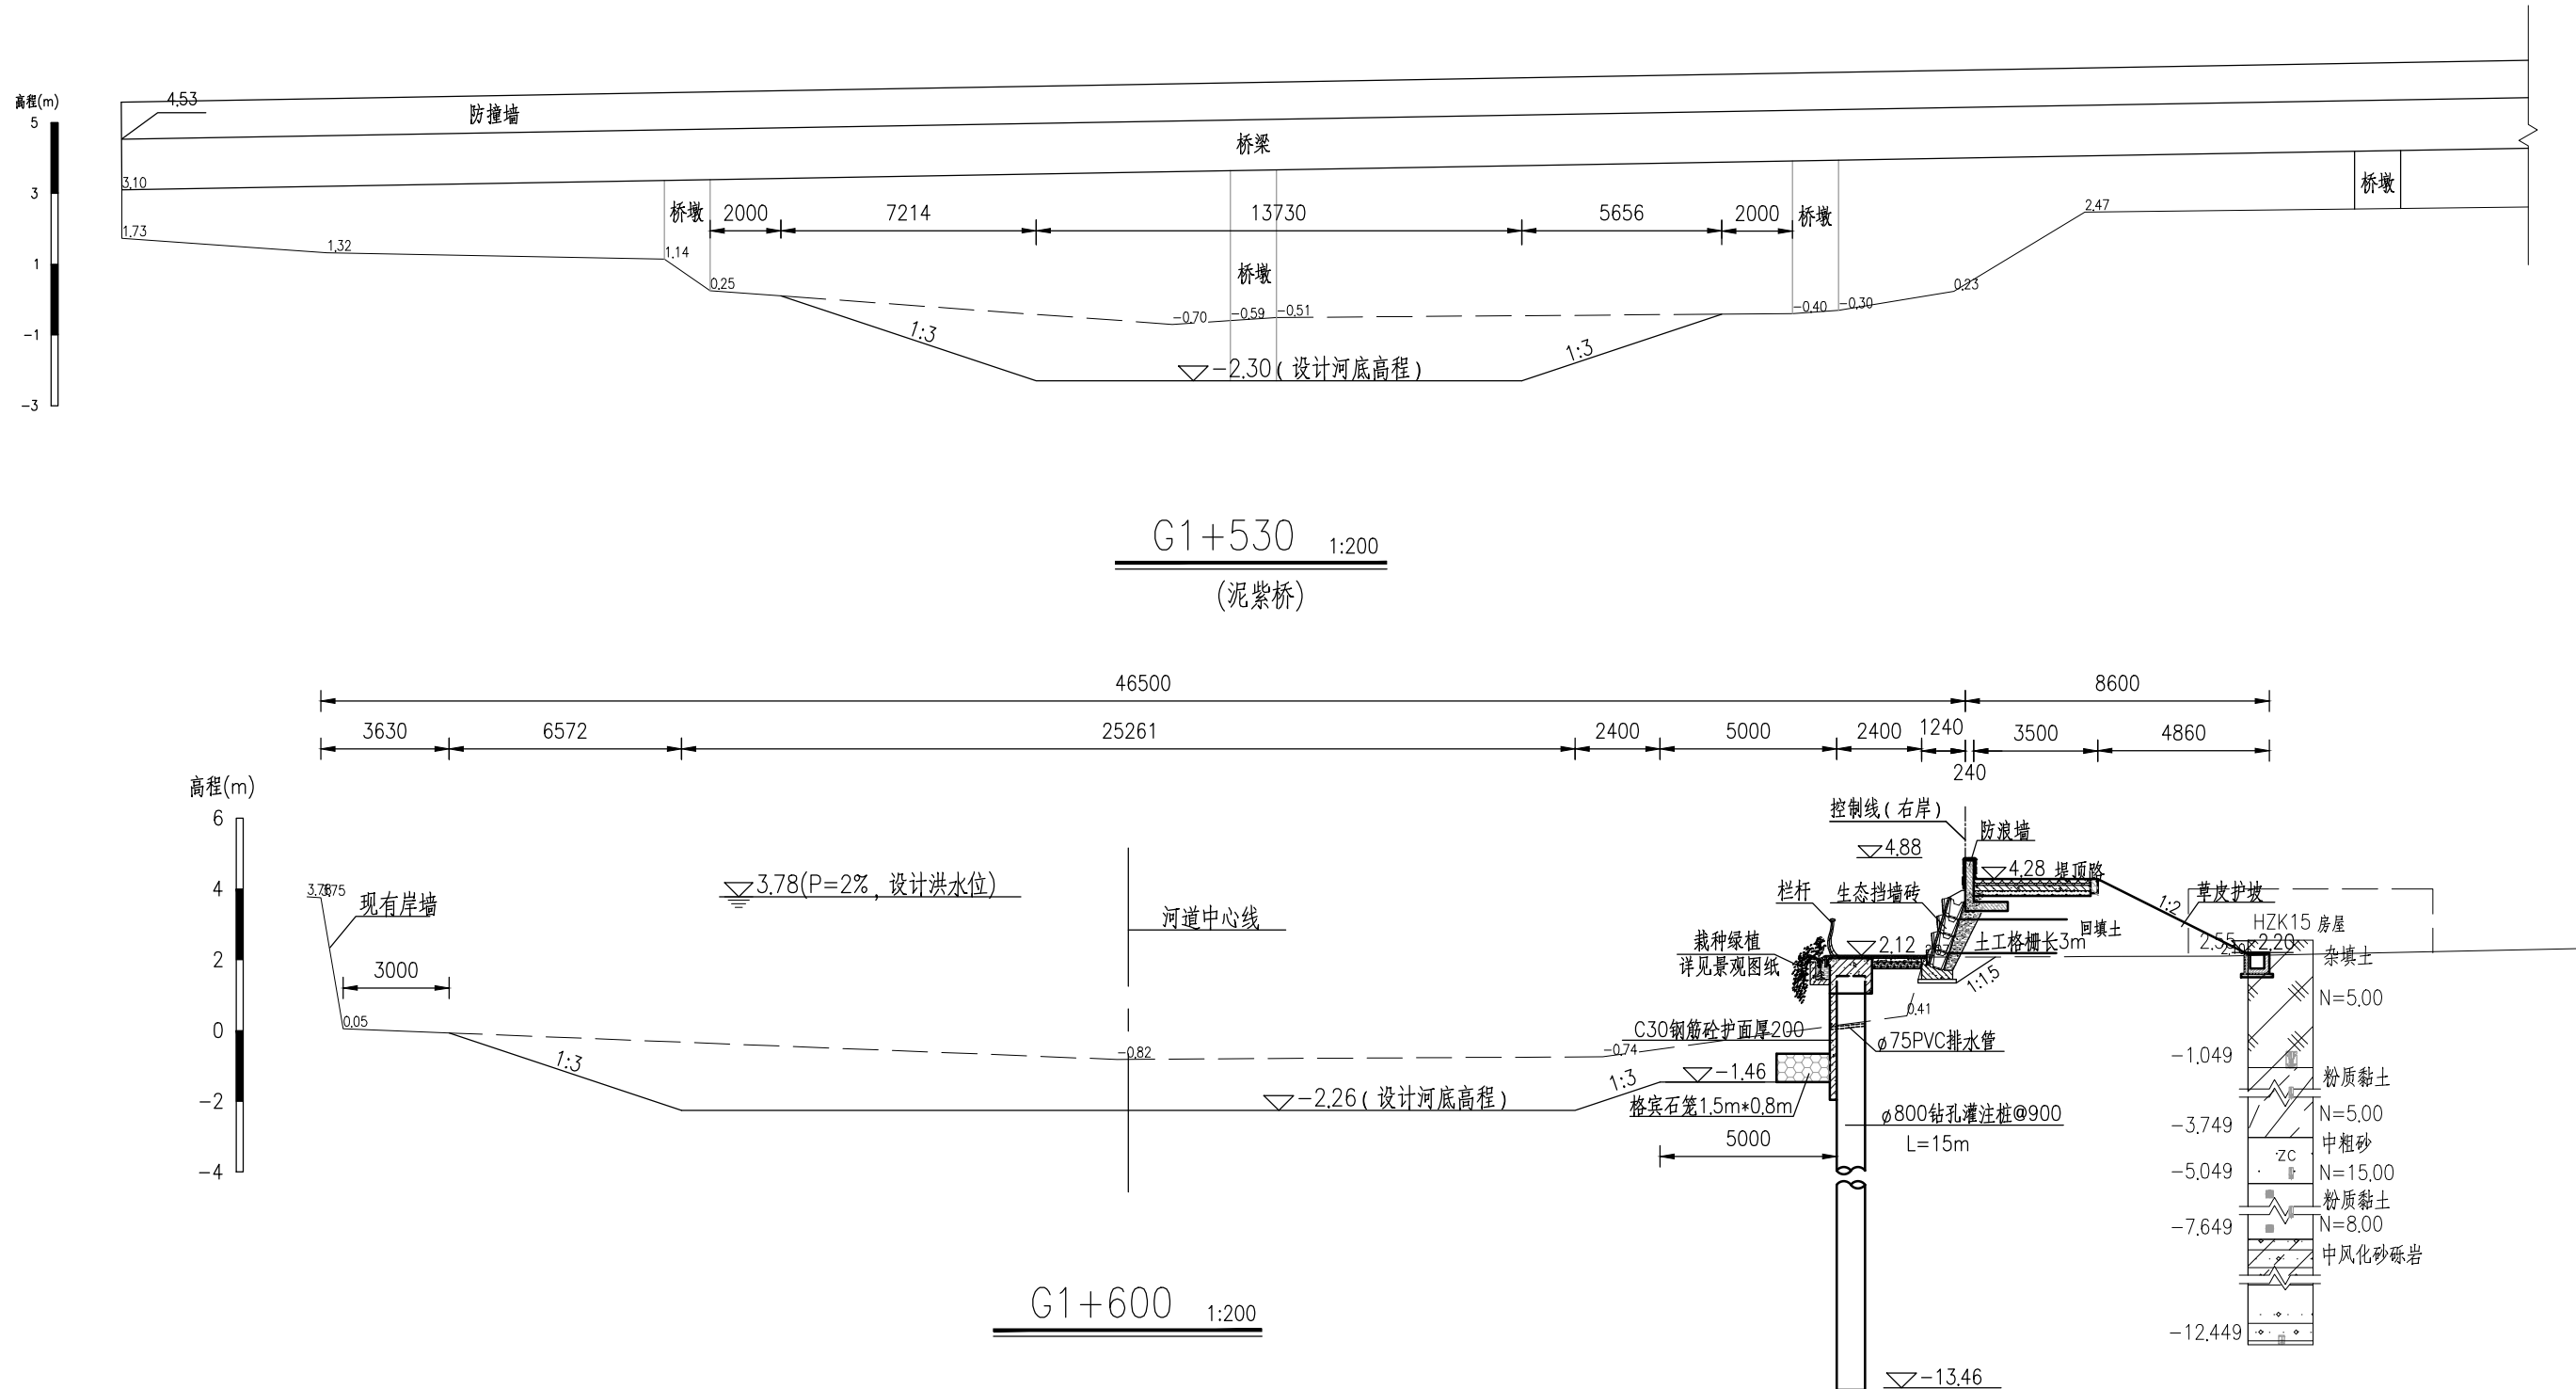 高程(m)
5
3
1
-1
-3
4.53
防撞墙
桥梁
3.10
1.73
1.32
1.14
0.25
桥墩
2000
7214
13730
5656
2000
桥墩
桥墩
桥墩
2.47
0.23
-0.70
-0.59
-0.51
-0.40
-0.30
1:3
-2.30(设计河底高程)
1:3
G1+530 1:200
(泥紫桥)
46500
8600
3630
6572
25261
2400
5000
2400
1240
240
3500
4860
高程(m)
6
4
2
0
-2
-4
3.78
3.75
现有岸墙
3000
0.05
1:3
3.78(P=2%,设计洪水位)
河道中心线
-0.82
-2.26(设计河底高程)
-0.74
1:3
-1.46
格宾石笼1.5m*0.8m
5000
控制线(右岸)
4.88
防浪墙
4.28 堤顶路
栏杆
生态挡墙砖
栽种绿植
详见景观图纸
2.12
土工格栅长3m
回填土
1:1.5
0.41
C30钢筋砼护面厚200
ø75PVC排水管
ø800钻孔灌注桩@900
L=15m
-13.46
1:2
草皮护坡
HZK15 房屋
2.55
2.20
杂填土
N=5.00
-1.049
粉质黏土
N=5.00
-3.749
中粗砂
ZC
N=15.00
-5.049
粉质黏土
N=8.00
-7.649
中风化砂砾岩
-12.449
G1+600 1:200